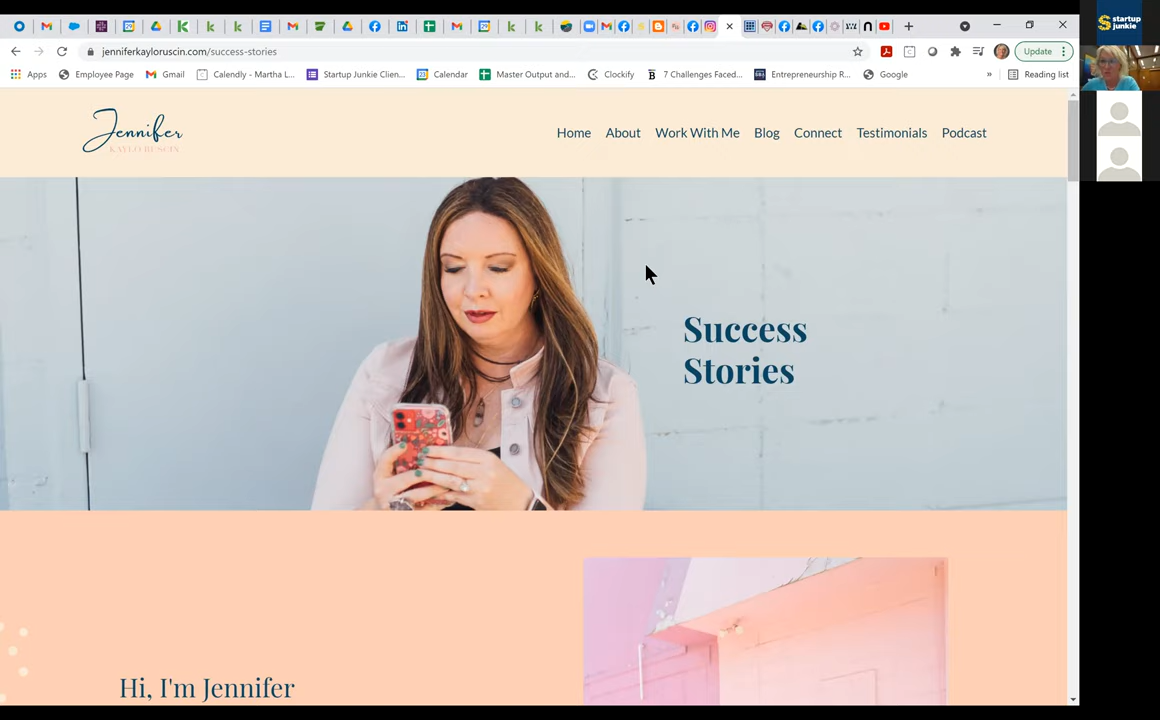 startup junkie
jenniferkayloruscin.com/success-stories
Update
Apps
Employee Page
Gmail
Calendly - Martha L...
Startup Junkie Clien...
Calendar
Master Output and...
Clockify
7 Challenges Faced...
Entrepreneurship R...
Google
»
Reading list
Jennifer
KAYLO RUSCIN
Home
About
Work With Me
Blog
Connect
Testimonials
Podcast
Success
Stories
Hi, I'm Jennifer